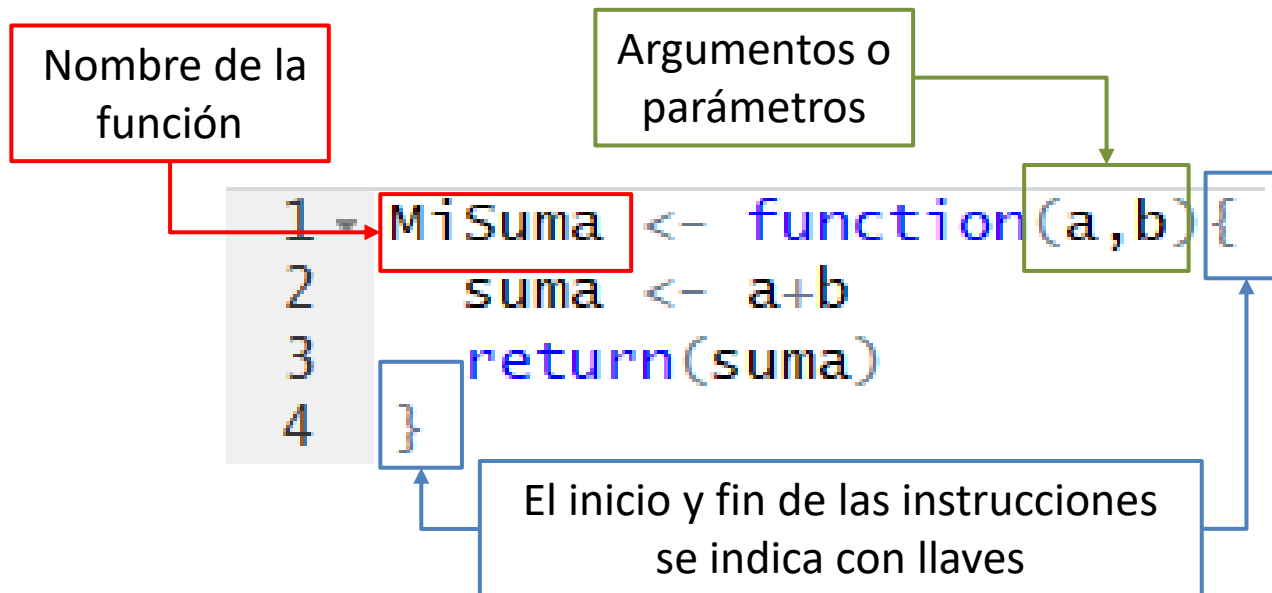 Nombre de la
función
Argumentos o
parámetros
1 MiSuma <- function(a,b){
2 suma <- a+b
3 return(suma)
4 }
El inicio y fin de las instrucciones
se indica con llaves